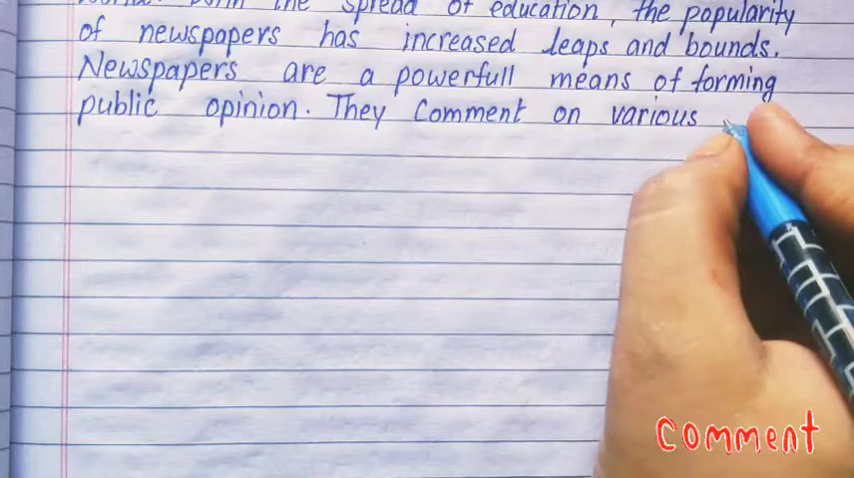 the spread of education, the popularity
of newspapers has increased leaps and bounds.
Newspapers are a powerfull means of forming
public opinion. They Comment on various
comment